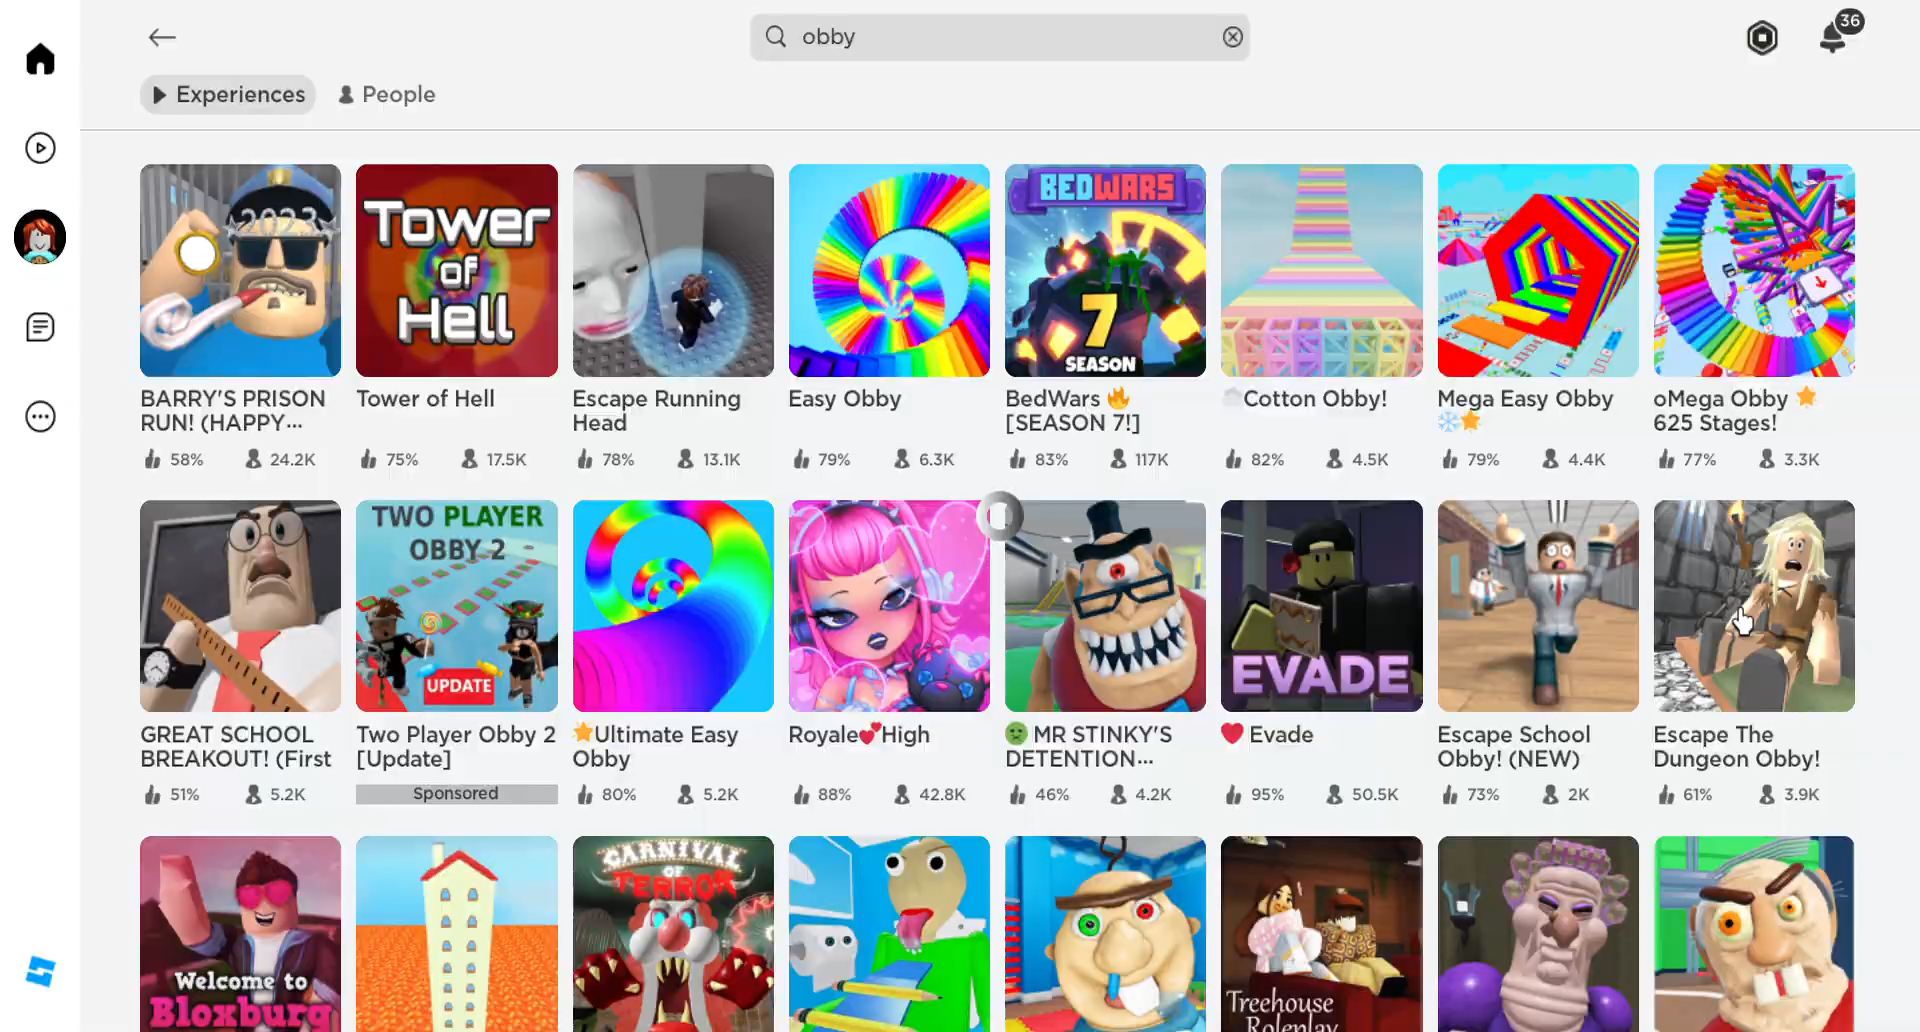 obby
36
Experiences
People
2023
Tower
of
Hell
BEDWARS
7
SEASON
BARRY'S PRISON
RUN! (HAPPY...
Tower of Hell
Escape Running
Head
Easy Obby
BedWars 🔥
[SEASON 7!]
Cotton Obby!
Mega Easy Obby
❄️🌟
oMega Obby 🌟
625 Stages!
58% 24.2K
75% 17.5K
78% 13.1K
79% 6.3K
83% 117K
82% 4.5K
79% 4.4K
77% 3.3K
TWO PLAYER
OBBY 2
UPDATE
EVADE
GREAT SCHOOL
BREAKOUT! (First
Two Player Obby 2
[Update]
🌟Ultimate Easy
Obby
Royale💕High
🤢 MR STINKY'S
DETENTION...
❤️ Evade
Escape School
Obby! (NEW)
Escape The
Dungeon Obby!
51% 5.2K
Sponsored
80% 5.2K
88% 42.8K
46% 4.2K
95% 50.5K
73% 2K
61% 3.9K
Welcome to
Bloxburg
CARNIVAL
OF
TERROR
Treehouse
Roleplay